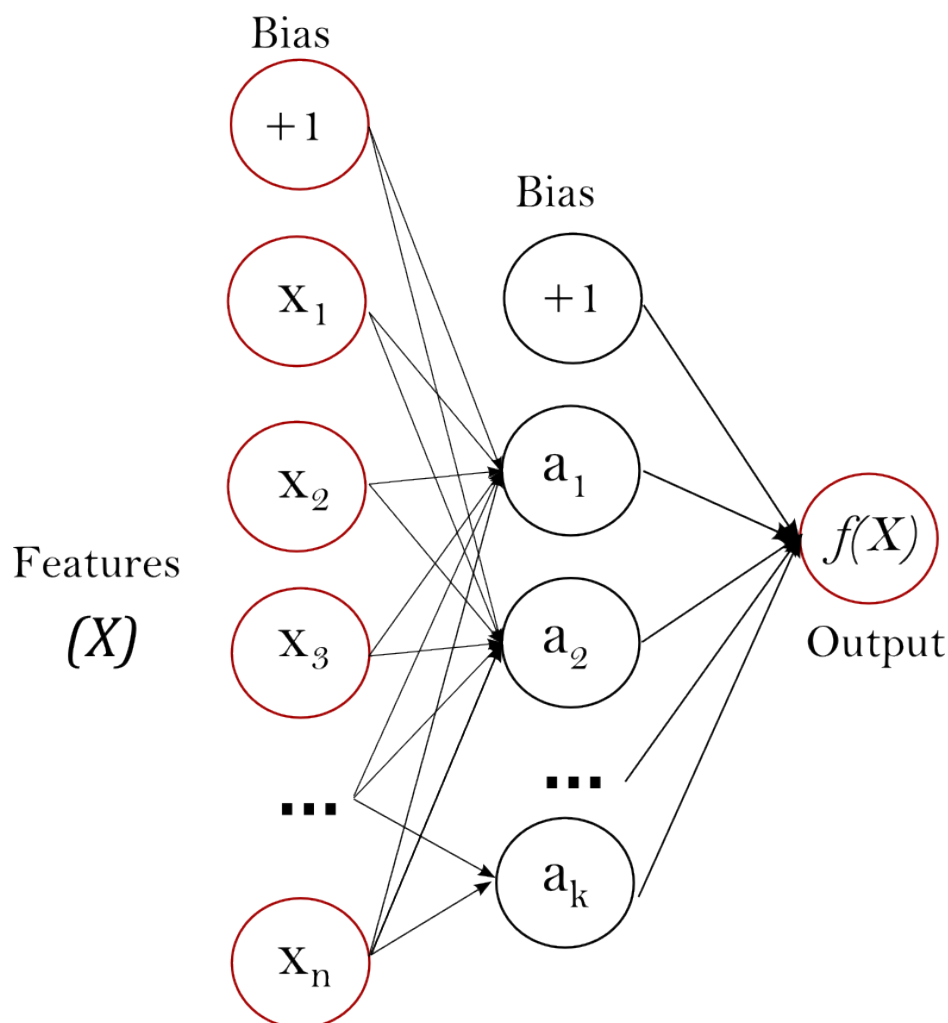 Bias
+1
x₁
x₂
x₃
...
xₙ
Features
(X)
Bias
+1
a₁
a₂
...
aₖ
f(X)
Output